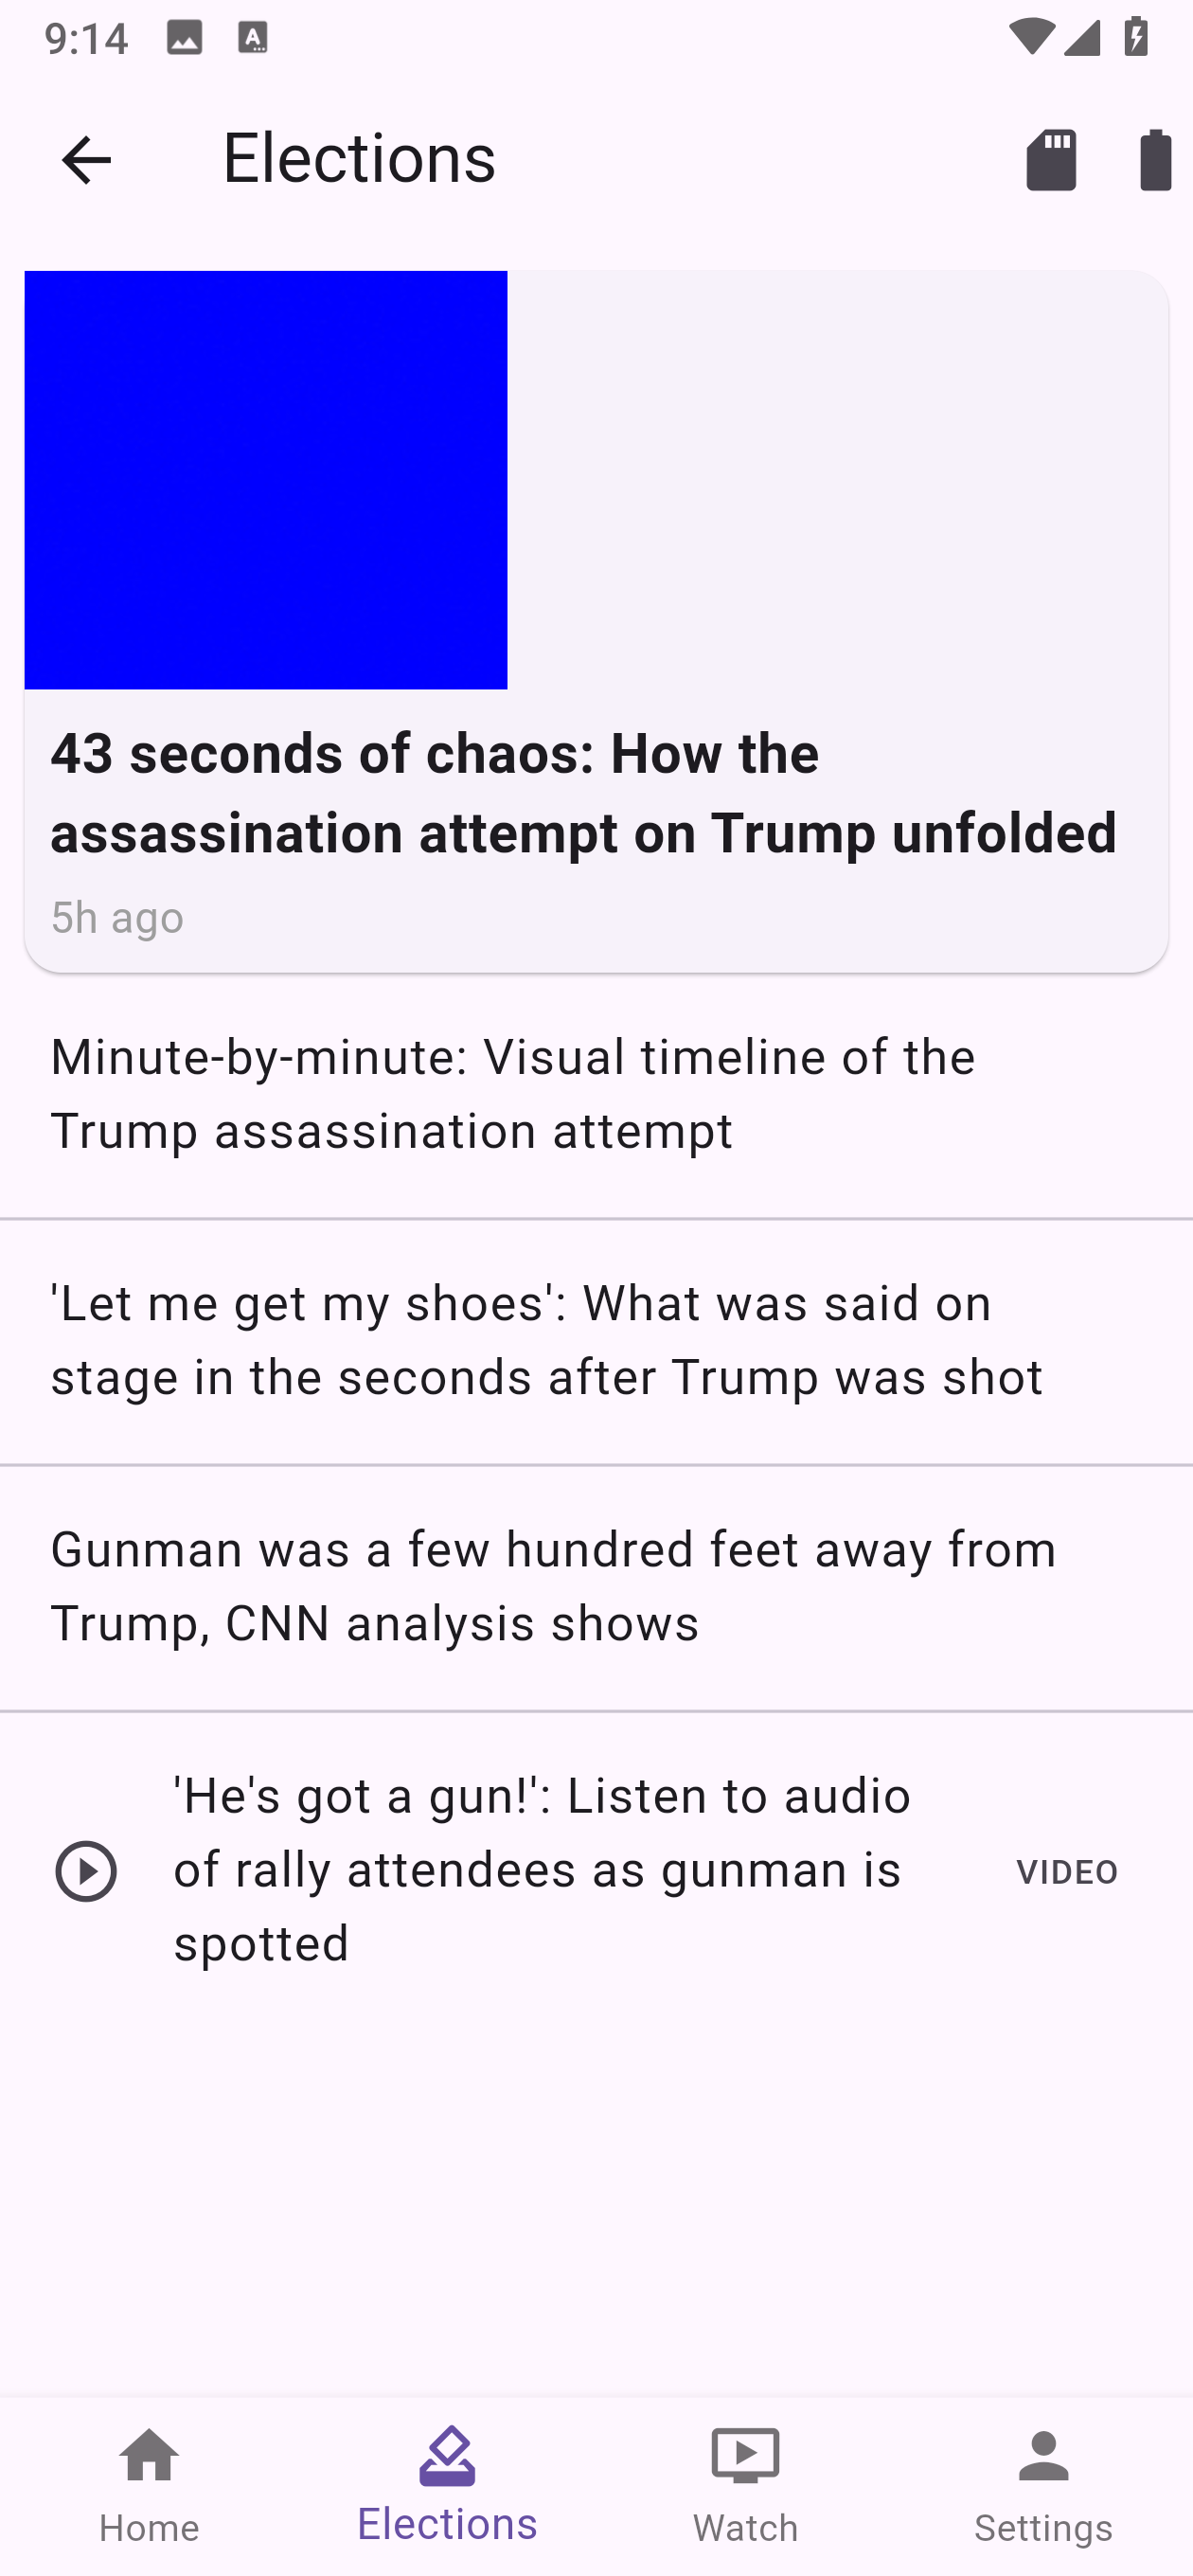 9:14
Elections
43 seconds of chaos: How the
assassination attempt on Trump unfolded
5h ago
Minute-by-minute: Visual timeline of the
Trump assassination attempt
'Let me get my shoes': What was said on
stage in the seconds after Trump was shot
Gunman was a few hundred feet away from
Trump, CNN analysis shows
'He's got a gun!': Listen to audio
of rally attendees as gunman is
spotted
VIDEO
Home
Elections
Watch
Settings